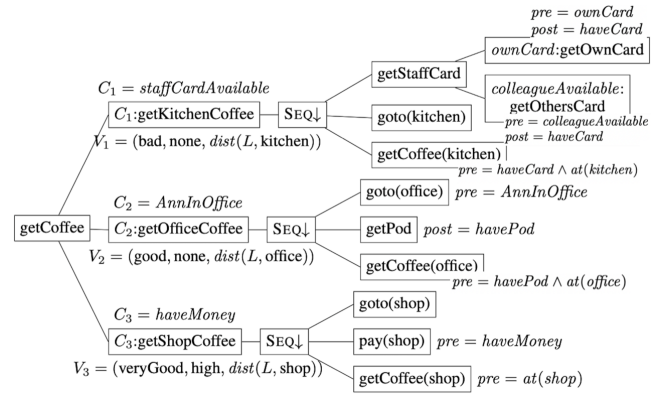 pre = ownCard
post = haveCard
ownCard:getOwnCard
getStaffCard
C₁ = staffCardAvailable
colleagueAvailable:
getOthersCard
C₁:getKitchenCoffee
SEQ↓
goto(kitchen)
pre = colleagueAvailable
post = haveCard
V₁ = (bad, none, dist(L, kitchen))
getCoffee(kitchen)
pre = haveCard ∧ at(kitchen)
C₂ = AnnInOffice
goto(office) pre = AnnInOffice
getCoffee
C₂:getOfficeCoffee
SEQ↓
getPod post = havePod
V₂ = (good, none, dist(L, office))
getCoffee(office)
pre = havePod ∧ at(office)
goto(shop)
C₃ = haveMoney
C₃:getShopCoffee
SEQ↓
pay(shop) pre = haveMoney
V₃ = (veryGood, high, dist(L, shop))
getCoffee(shop) pre = at(shop)